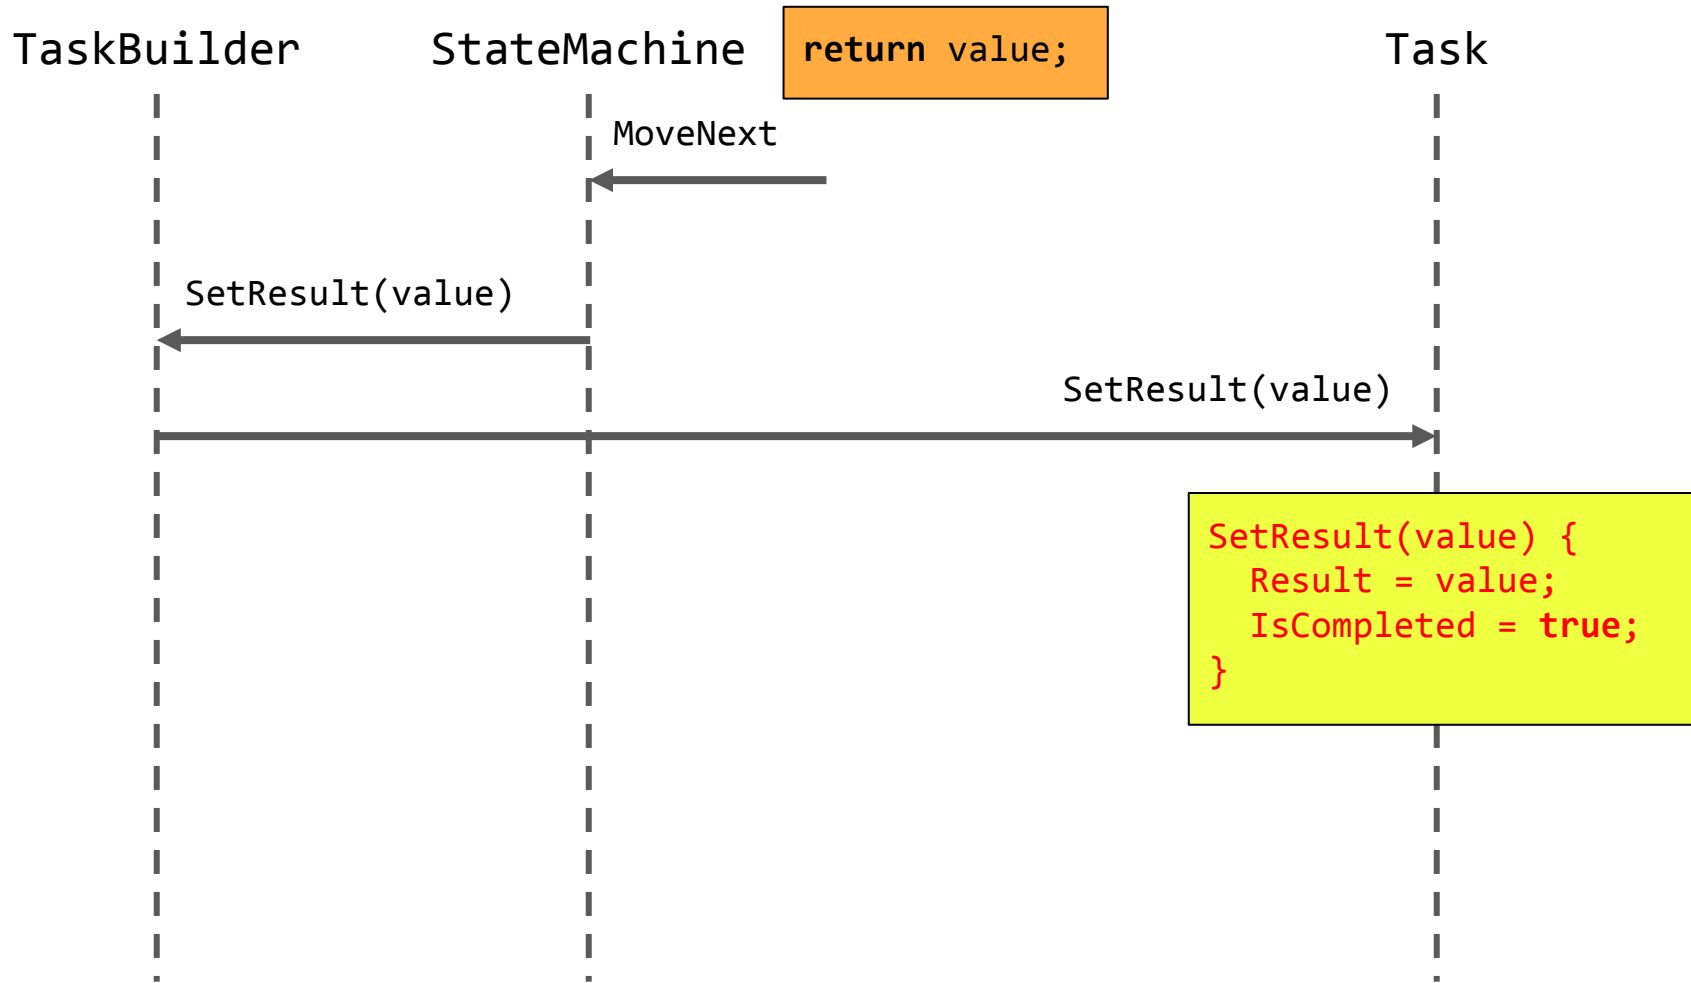 TaskBuilder StateMachine return value; Task
MoveNext
SetResult(value)
SetResult(value)
SetResult(value) {
  Result = value;
  IsCompleted = true;
}